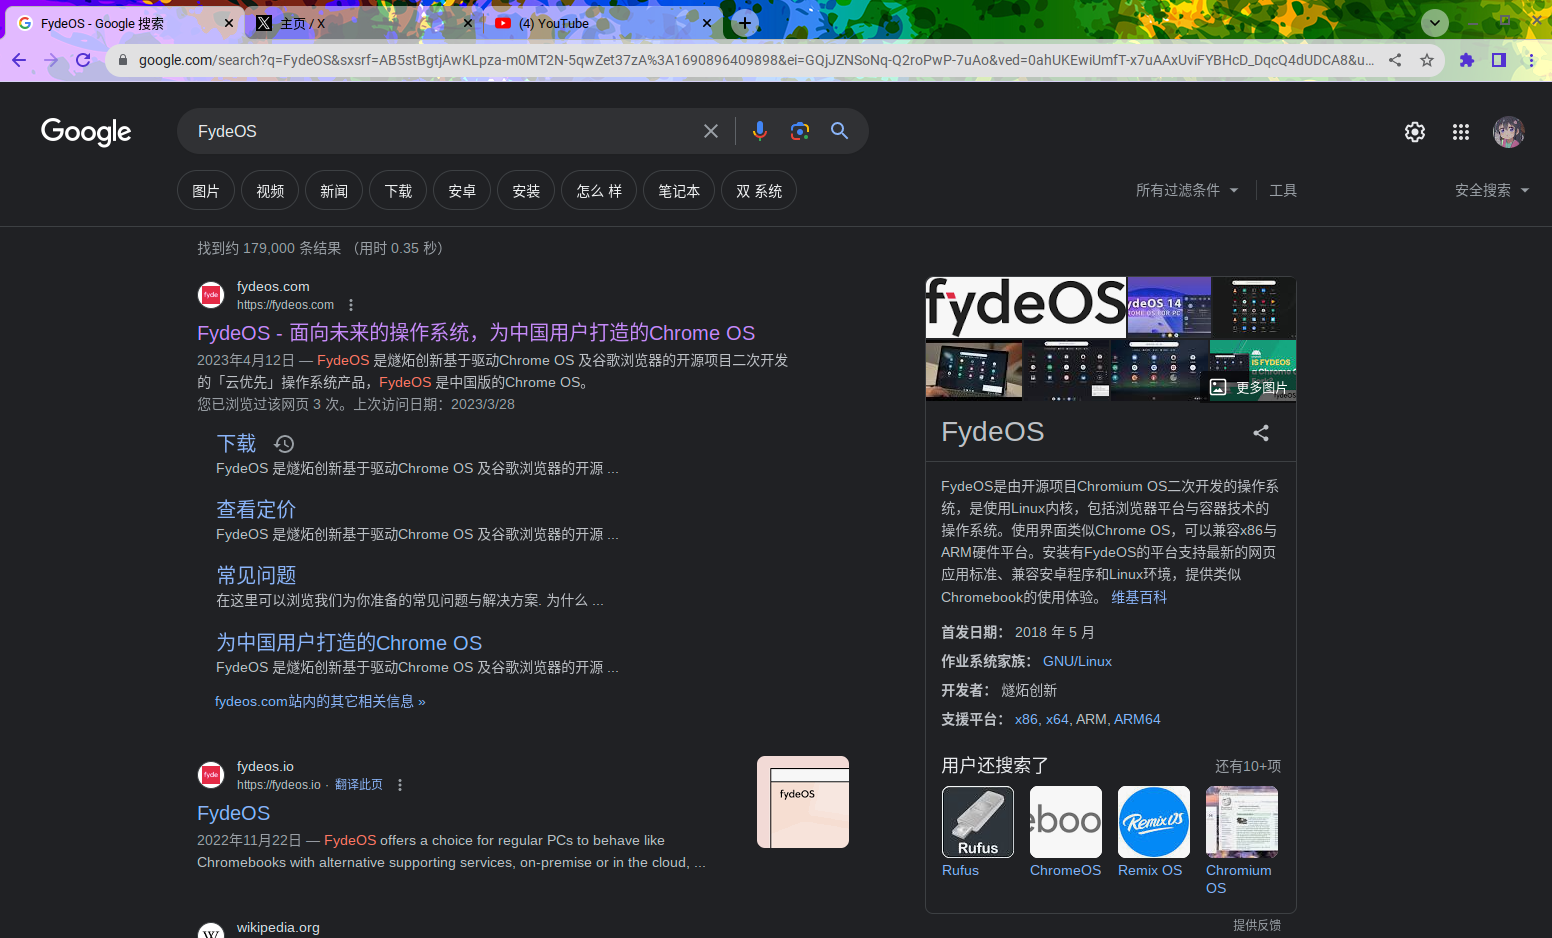 FydeOS - Google 搜索
主页 / X
(4) YouTube
google.com/search?q=FydeOS&sxsrf=AB5stBgtjAwKLpza-m0MT2N-5qwZet37zA%3A1690896409898&ei=GQjJZNSoNq-Q2roPwP-7uAo&ved=0ahUKEwiUmfT-x7uAAxUviFYBHcD_DqcQ4dUDCA8&u...
Google
FydeOS
图片
视频
新闻
下载
安卓
安装
怎么 样
笔记本
双 系统
所有过滤条件
工具
安全搜索
找到约 179,000 条结果 （用时 0.35 秒）
fyde
fydeos.com
https://fydeos.com
FydeOS - 面向未来的操作系统，为中国用户打造的Chrome OS
2023年4月12日 — FydeOS 是燧炻创新基于驱动Chrome OS 及谷歌浏览器的开源项目二次开发
的「云优先」操作系统产品，FydeOS 是中国版的Chrome OS。
您已浏览过该网页 3 次。上次访问日期：2023/3/28
下载
FydeOS 是燧炻创新基于驱动Chrome OS 及谷歌浏览器的开源 ...
查看定价
FydeOS 是燧炻创新基于驱动Chrome OS 及谷歌浏览器的开源 ...
常见问题
在这里可以浏览我们为你准备的常见问题与解决方案. 为什么 ...
为中国用户打造的Chrome OS
FydeOS 是燧炻创新基于驱动Chrome OS 及谷歌浏览器的开源 ...
fydeos.com站内的其它相关信息 »
fyde
fydeos.io
https://fydeos.io · 翻译此页
FydeOS
2022年11月22日 — FydeOS offers a choice for regular PCs to behave like
Chromebooks with alternative supporting services, on-premise or in the cloud, ...
fydeOS
W
wikipedia.org
fydeOS
ydeOS 14
ROME OS FOR PC
IS FYDEOS
更多图片
FydeOS
FydeOS是由开源项目Chromium OS二次开发的操作系
统，是使用Linux内核，包括浏览器平台与容器技术的
操作系统。使用界面类似Chrome OS，可以兼容x86与
ARM硬件平台。安装有FydeOS的平台支持最新的网页
应用标准、兼容安卓程序和Linux环境，提供类似
Chromebook的使用体验。 维基百科
首发日期： 2018 年 5 月
作业系统家族： GNU/Linux
开发者： 燧炻创新
支援平台： x86, x64, ARM, ARM64
用户还搜索了
还有10+项
Rufus
eboo
Remix OS
Rufus
ChromeOS
Remix OS
Chromium
OS
提供反馈